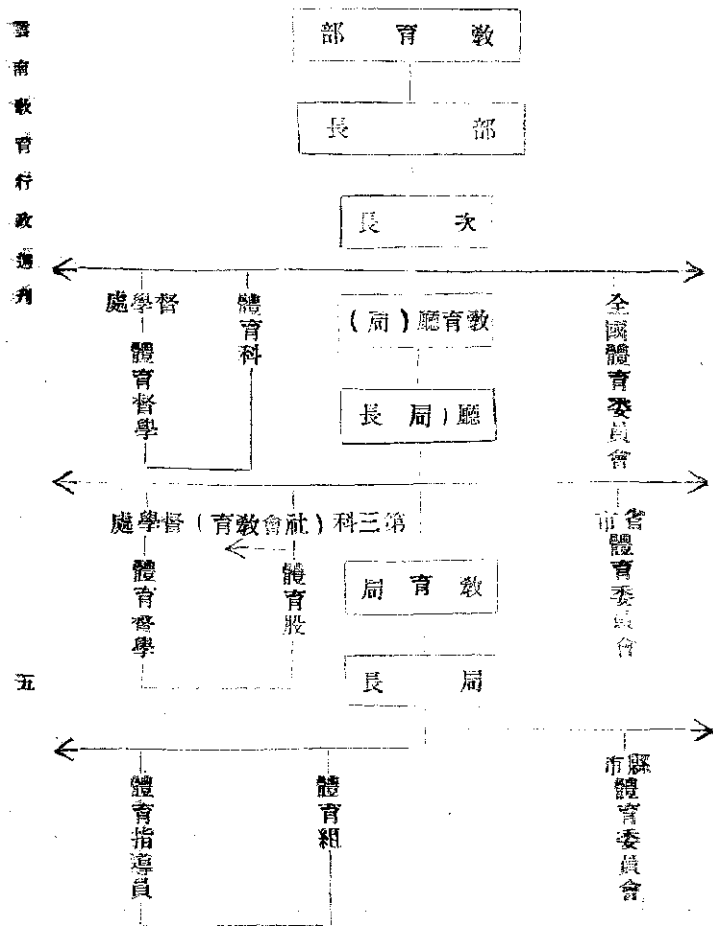 雲南教育行政週刊
教育部
部長
次長
全國體育委員會
教育廳(局)
體育科
督學處
體育督學
廳(局長
省市體育委員會
第三科(社會教育)督學處
體育股
體育督學
教育局
局長
縣市體育委員會
體育組
體育指導員
五